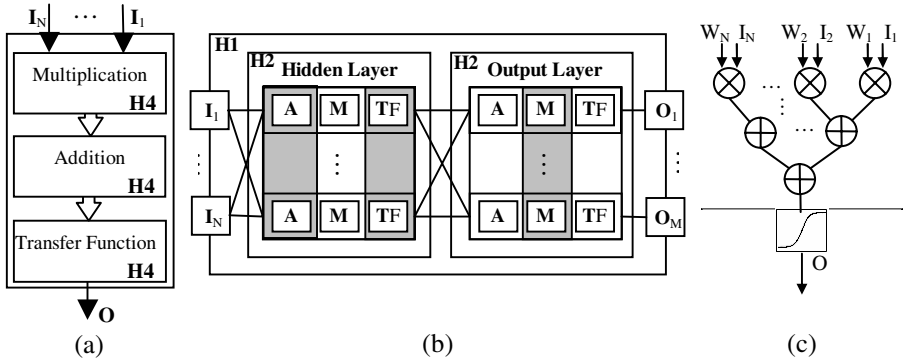 I_N ... I_1
Multiplication
H4
Addition
H4
Transfer Function
H4
O
(a)
H1
H2 Hidden Layer
H2 Output Layer
I_1 A M TF A M TF O_1
⋮ ⋮ ⋮ ⋮
I_N A M TF A M TF O_M
(b)
W_N I_N W_2 I_2 W_1 I_1
...
⋮
...
O
(c)